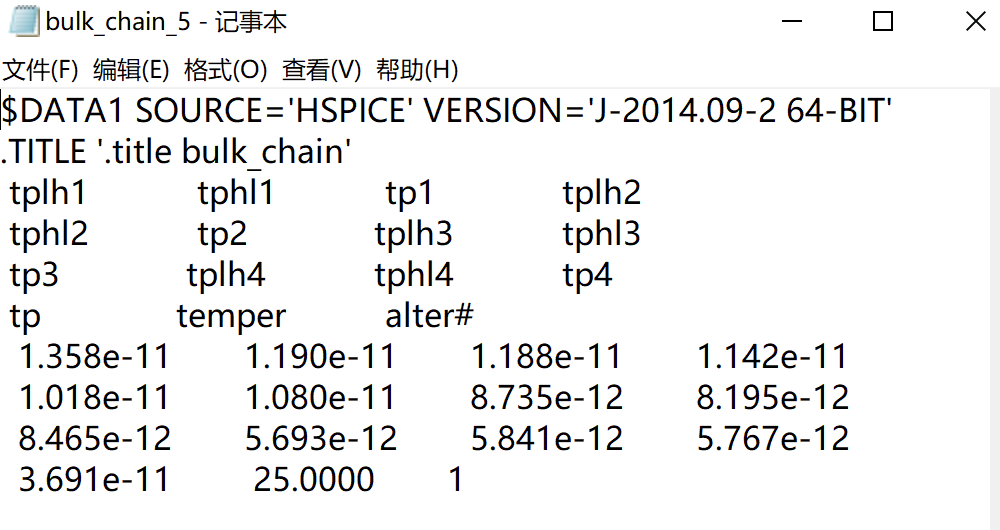 bulk_chain_5 - 记事本
文件(F) 编辑(E) 格式(O) 查看(V) 帮助(H)
$DATA1 SOURCE='HSPICE' VERSION='J-2014.09-2 64-BIT'
.TITLE '.title bulk_chain'
tplh1 tphl1 tp1 tplh2
tphl2 tp2 tplh3 tphl3
tp3 tplh4 tphl4 tp4
tp temper alter#
1.358e-11 1.190e-11 1.188e-11 1.142e-11
1.018e-11 1.080e-11 8.735e-12 8.195e-12
8.465e-12 5.693e-12 5.841e-12 5.767e-12
3.691e-11 25.0000 1